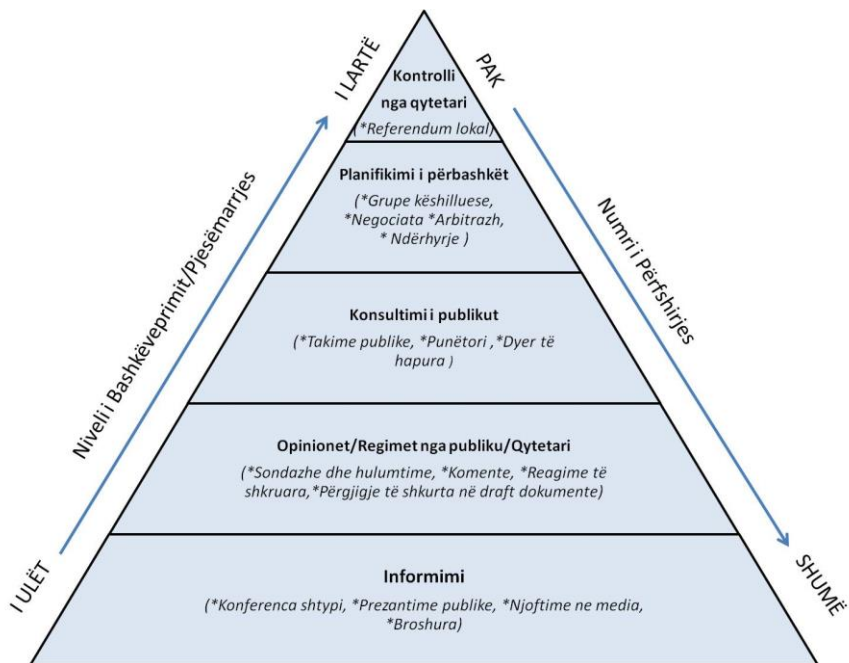 I LARTË
PAK
Kontrolli
nga qytetari
(*Referendum lokal)
Planifikimi i përbashkët
(*Grupe këshilluese,
*Negociata *Arbitrazh,
* Ndërhyrje )
Niveli i Bashkëveprimit/Pjesëmarrjes
Numri i Përfshirjes
Konsultimi i publikut
(*Takime publike, *Punëtori ,*Dyer të
hapura )
Opinionet/Regimet nga publiku/Qytetari
(*Sondazhe dhe hulumtime, *Komente, *Reagime të
shkruara,*Përgjigje të shkurta në draft dokumente)
I ULËT
SHUMË
Informimi
(*Konferenca shtypi, *Prezantime publike, *Njoftime ne media,
*Broshura)